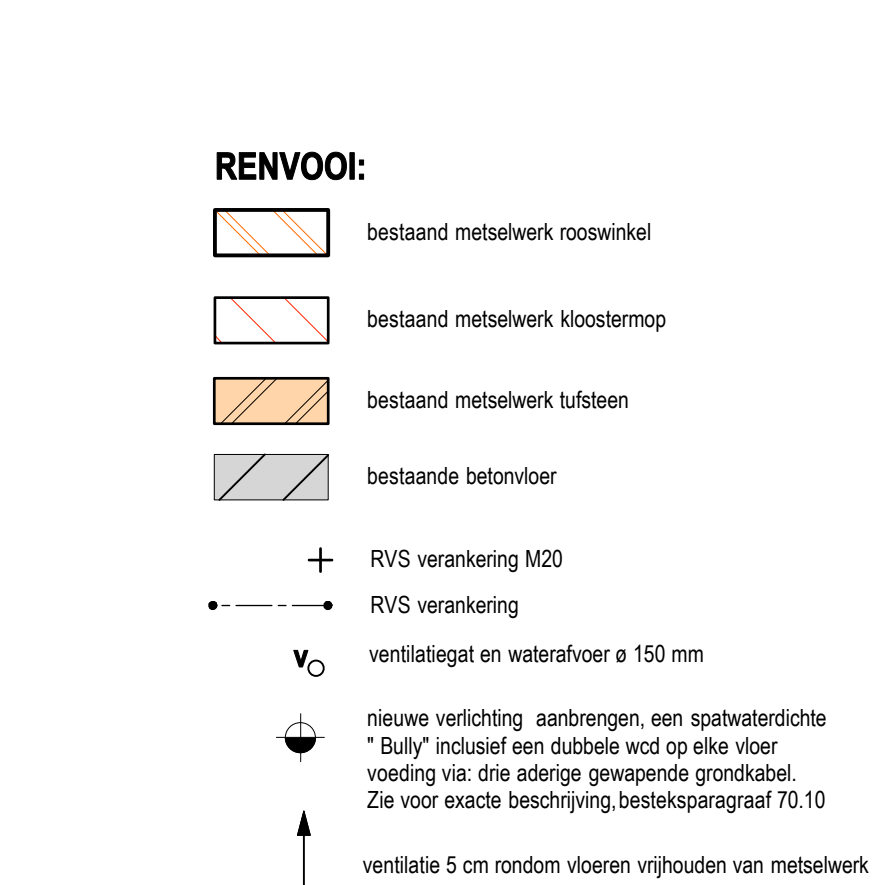 RENVOOI:
bestaand metselwerk rooswinkel
bestaand metselwerk kloostermop
bestaand metselwerk tufsteen
bestaande betonvloer
RVS verankering M20
RVS verankering
v ventilatiegat en waterafvoer ø 150 mm
nieuwe verlichting aanbrengen, een spatwaterdichte
" Bully" inclusief een dubbele wcd op elke vloer
voeding via: drie aderige gewapende grondkabel.
Zie voor exacte beschrijving, besteksparagraaf 70.10
ventilatie 5 cm rondom vloeren vrijhouden van metselwerk